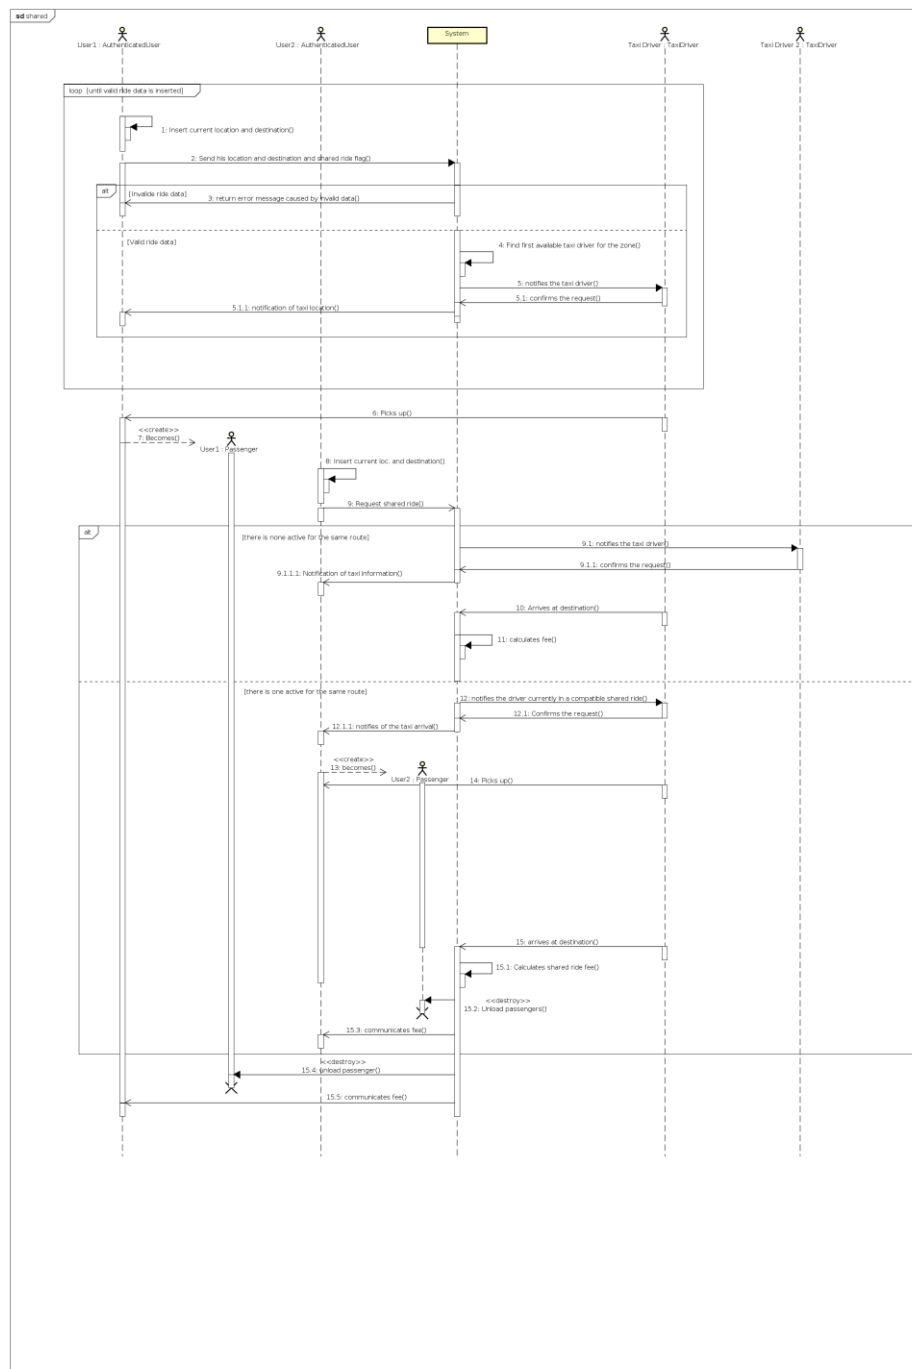 sd shared
User1 : AuthenticatedUser
User2 : AuthenticatedUser
System
Taxi Driver : TaxiDriver
Taxi Driver 2 : TaxiDriver
loop [until valid ride data is inserted]
1: Insert current location and destination()
2: Send his location and destination and shared ride flag()
alt
[Invalide ride data]
3: return error message caused by invalid data()
[Valid ride data]
4: Find first available taxi driver for the zone()
5: notifies the taxi driver()
5.1: confirms the request()
5.1.1: notification of taxi location()
6: Picks up()
<<create>>
7: Becomes()
User1 : Passenger
8: Insert current loc. and destination()
9: Request shared ride()
alt
[there is none active for the same route]
9.1: notifies the taxi driver()
9.1.1: confirms the request()
9.1.1.1: Notification of taxi information()
10: Arrives at destination()
11: calculates fee()
[there is one active for the same route]
12: notifies the driver currently in a compatible shared ride()
12.1: Confirms the request()
12.1.1: notifies of the taxi arrival()
<<create>>
13: becomes()
User2 : Passenger
14: Picks up()
15: arrives at destination()
15.1: Calculates shared ride fee()
<<destroy>>
15.2: Unload passengers()
15.3: communicates fee()
<<destroy>>
15.4: unload passenger()
15.5: communicates fee()